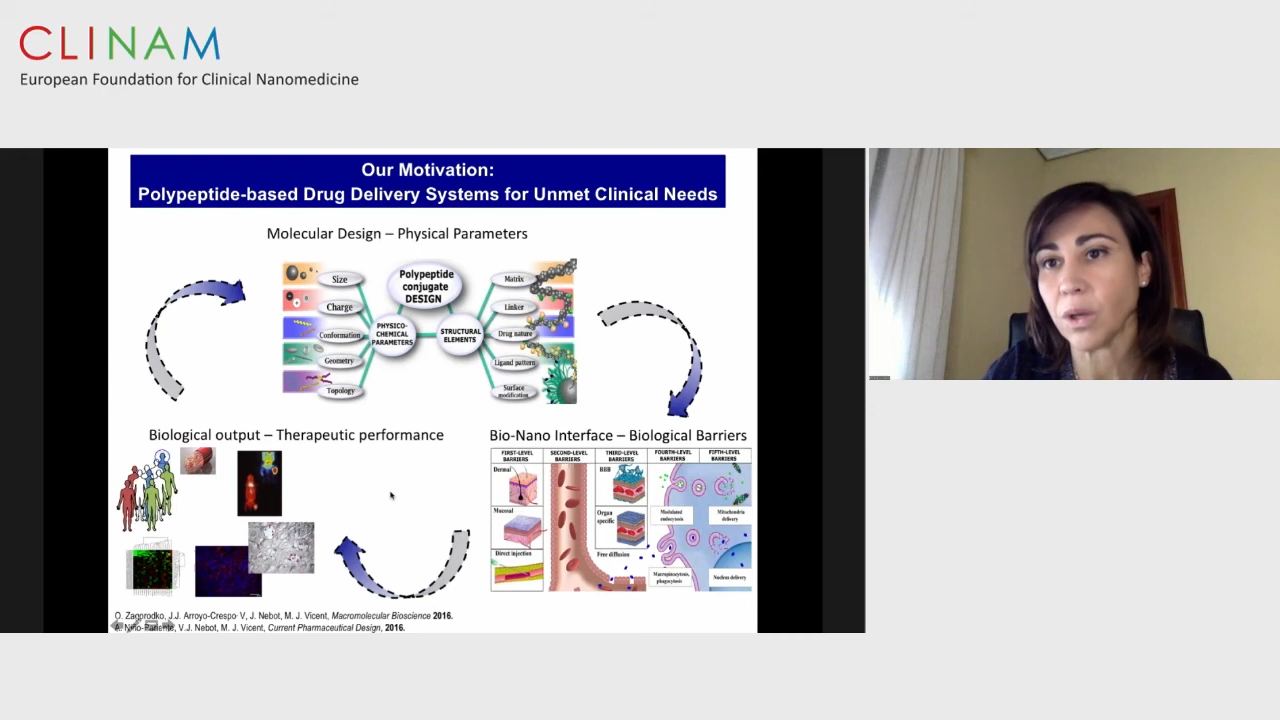 CLINAM
European Foundation for Clinical Nanomedicine
Our Motivation:
Polypeptide-based Drug Delivery Systems for Unmet Clinical Needs
Molecular Design – Physical Parameters
Polypeptide
conjugate
DESIGN
Size
Charge
Conformation
Geometry
Topology
PHYSICO-
CHEMICAL
PARAMETERS
STRUCTURAL
ELEMENTS
Matrix
Linker
Drug nature
Ligand pattern
Surface
modification
Biological output – Therapeutic performance
Bio-Nano Interface – Biological Barriers
FIRST-LEVEL
BARRIERS
SECOND-LEVEL
BARRIERS
THIRD-LEVEL
BARRIERS
FOURTH-LEVEL
BARRIERS
FIFTH-LEVEL
BARRIERS
Dermal
Mucosal
Direct injection
BBB
Organ
specific
Free diffusion
Modulated
endocytosis
Macropinocytosis,
phagocytosis
Mitochondria
delivery
Nucleus delivery
O. Zagorodko, J.J. Arroyo-Crespo V, J. Nebot, M. J. Vicent, Macromolecular Bioscience 2016.
V.J. Nebot, M. J. Vicent, Current Pharmaceutical Design, 2016.